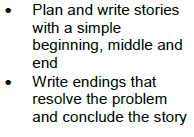 • Plan and write stories
with a simple
beginning, middle and
end
• Write endings that
resolve the problem
and conclude the story